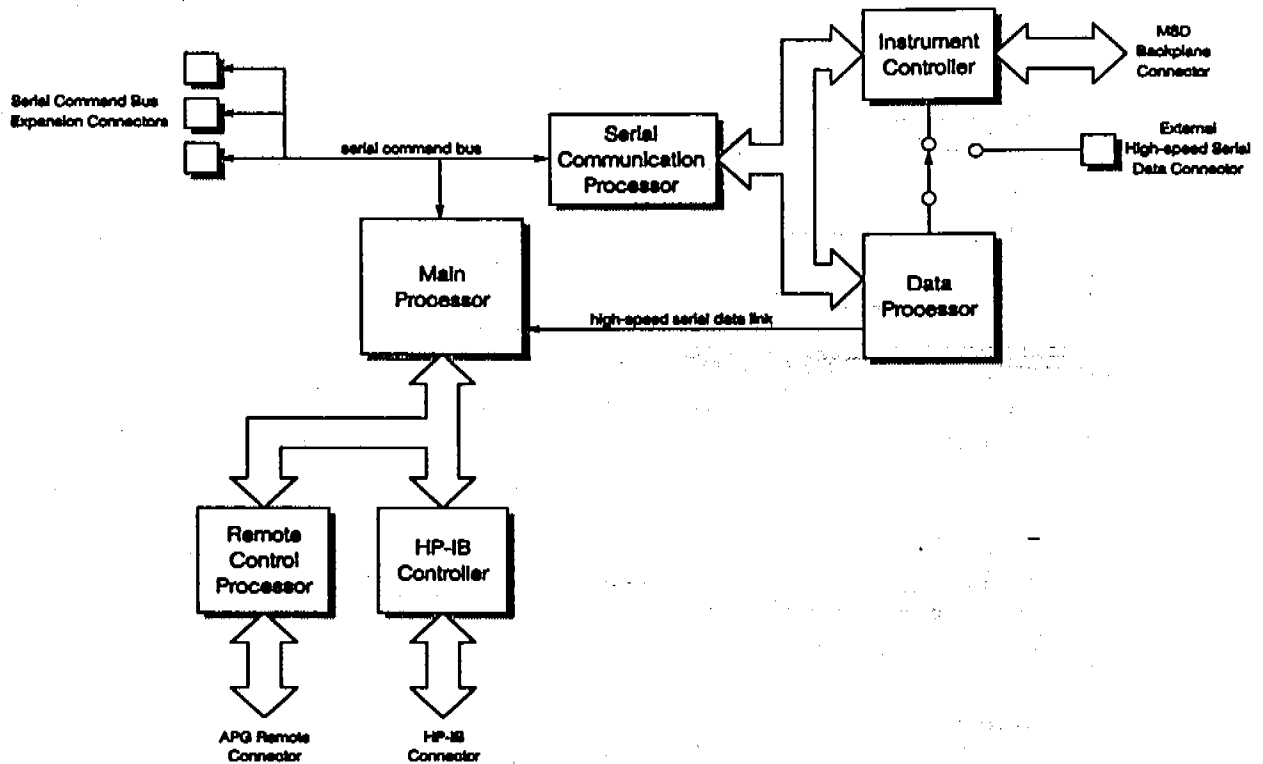 Instrument
Controller
MSD
Backplane
Connector
Serial Command Bus
Expansion Connectors
serial command bus
Serial
Communication
Processor
External
High-speed Serial
Data Connector
Main
Processor
Data
Processor
high-speed serial data link
Remote
Control
Processor
HP-IB
Controller
APG Remote
Connector
HP-IB
Connector